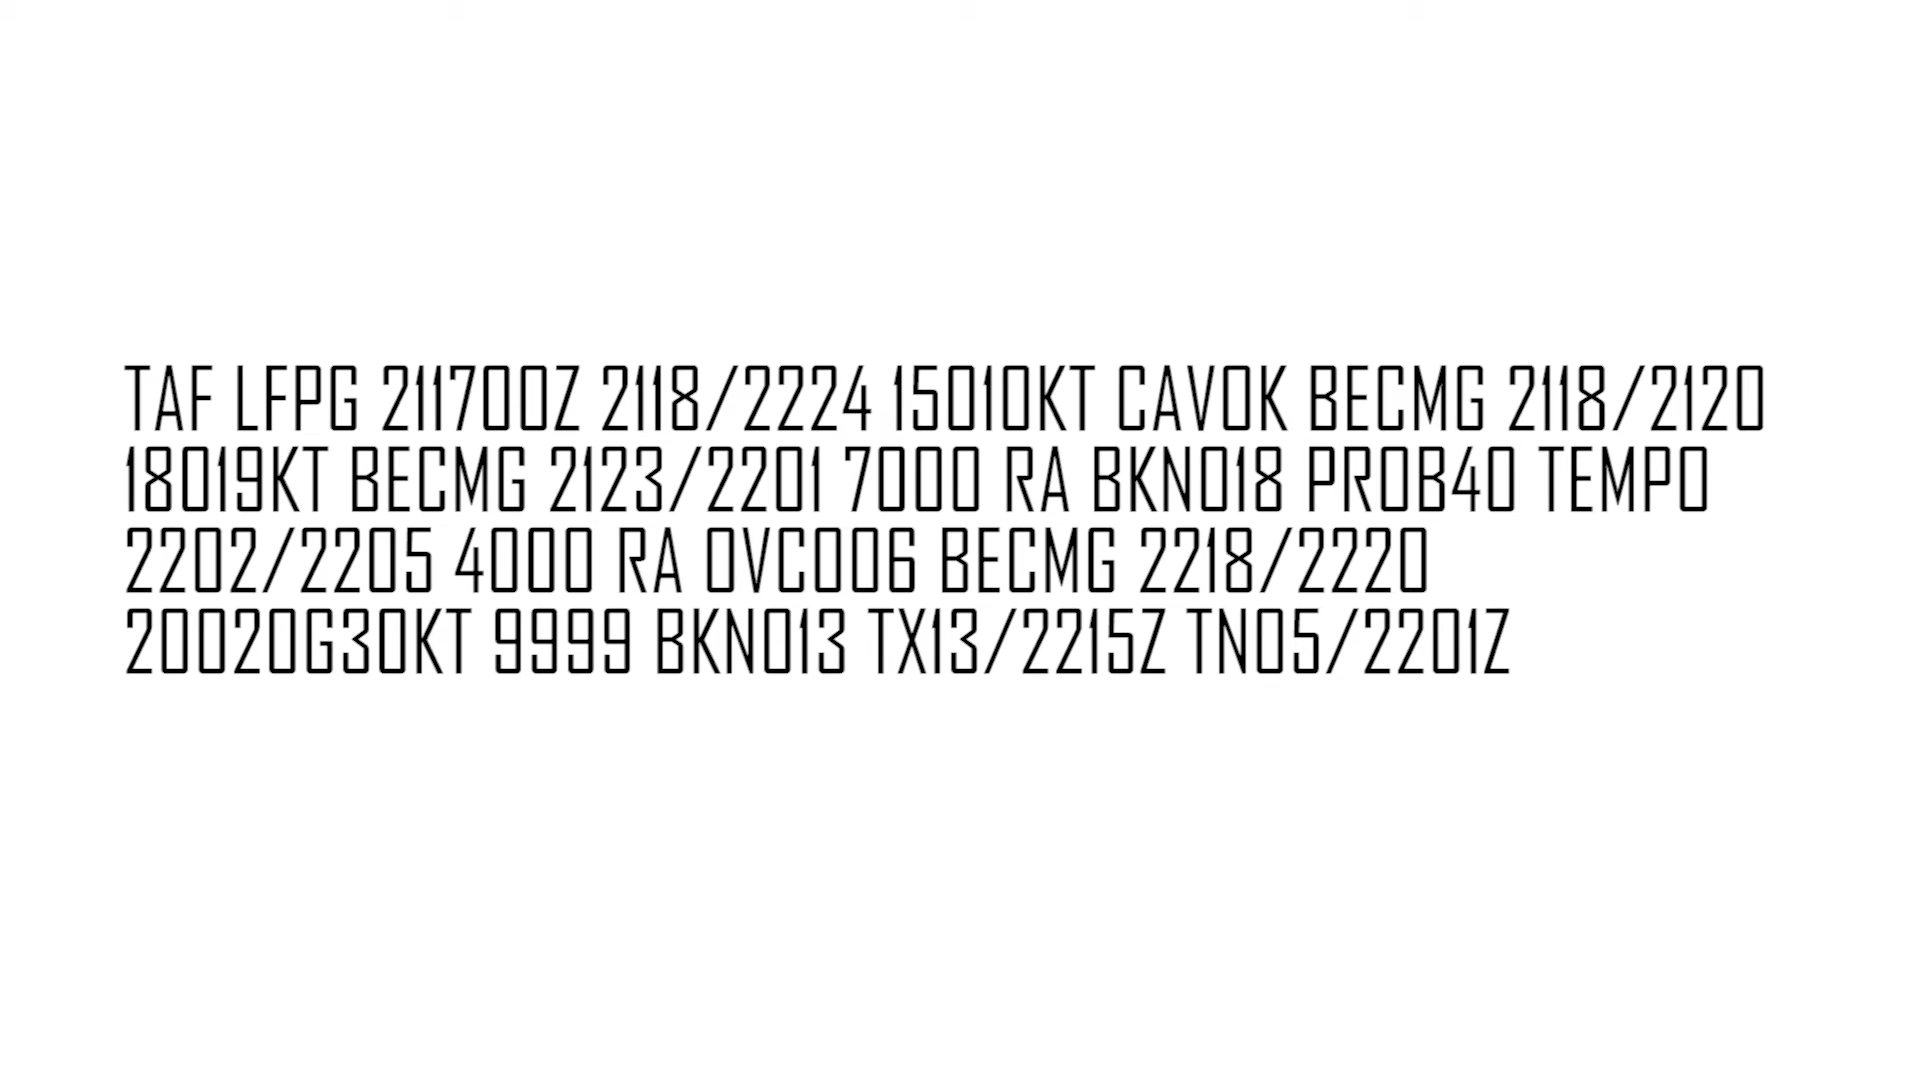 TAF LFPG 211700Z 2118/2224 15010KT CAVOK BECMG 2118/2120
18019KT BECMG 2123/2201 7000 RA BKN018 PROB40 TEMPO
2202/2205 4000 RA OVC006 BECMG 2218/2220
20020G30KT 9999 BKN013 TX13/2215Z TN05/2201Z